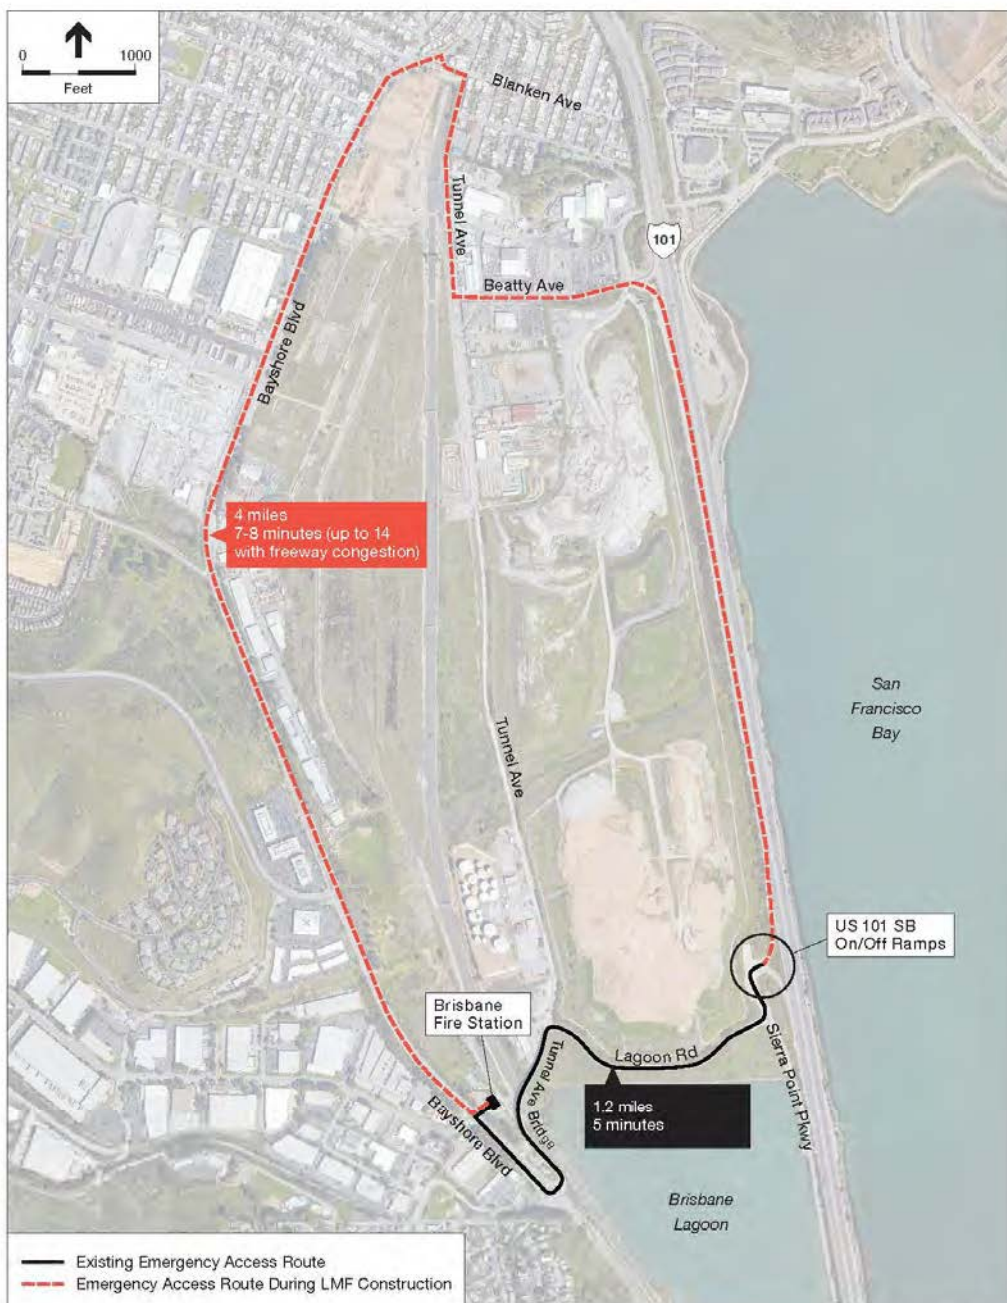 0 1000
Feet
Blanken Ave
Tunnel Ave
101
Beatty Ave
Bayshore Blvd
4 miles
7-8 minutes (up to 14
with freeway congestion)
San
Francisco
Bay
Tunnel Ave
US 101 SB
On/Off Ramps
Brisbane
Fire Station
Lagoon Rd
Tunnel Ave Bridge
Sierra Point Pkwy
1.2 miles
5 minutes
Bayshore Blvd
Brisbane
Lagoon
Existing Emergency Access Route
Emergency Access Route During LMF Construction